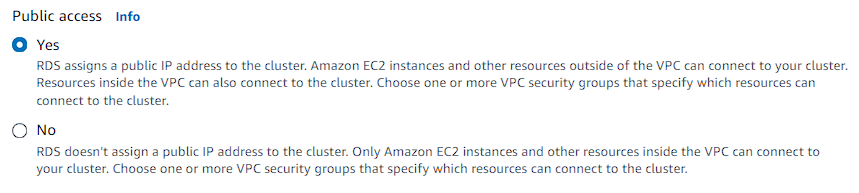 Public access Info
Yes
RDS assigns a public IP address to the cluster. Amazon EC2 instances and other resources outside of the VPC can connect to your cluster.
Resources inside the VPC can also connect to the cluster. Choose one or more VPC security groups that specify which resources can
connect to the cluster.
No
RDS doesn't assign a public IP address to the cluster. Only Amazon EC2 instances and other resources inside the VPC can connect to
your cluster. Choose one or more VPC security groups that specify which resources can connect to the cluster.